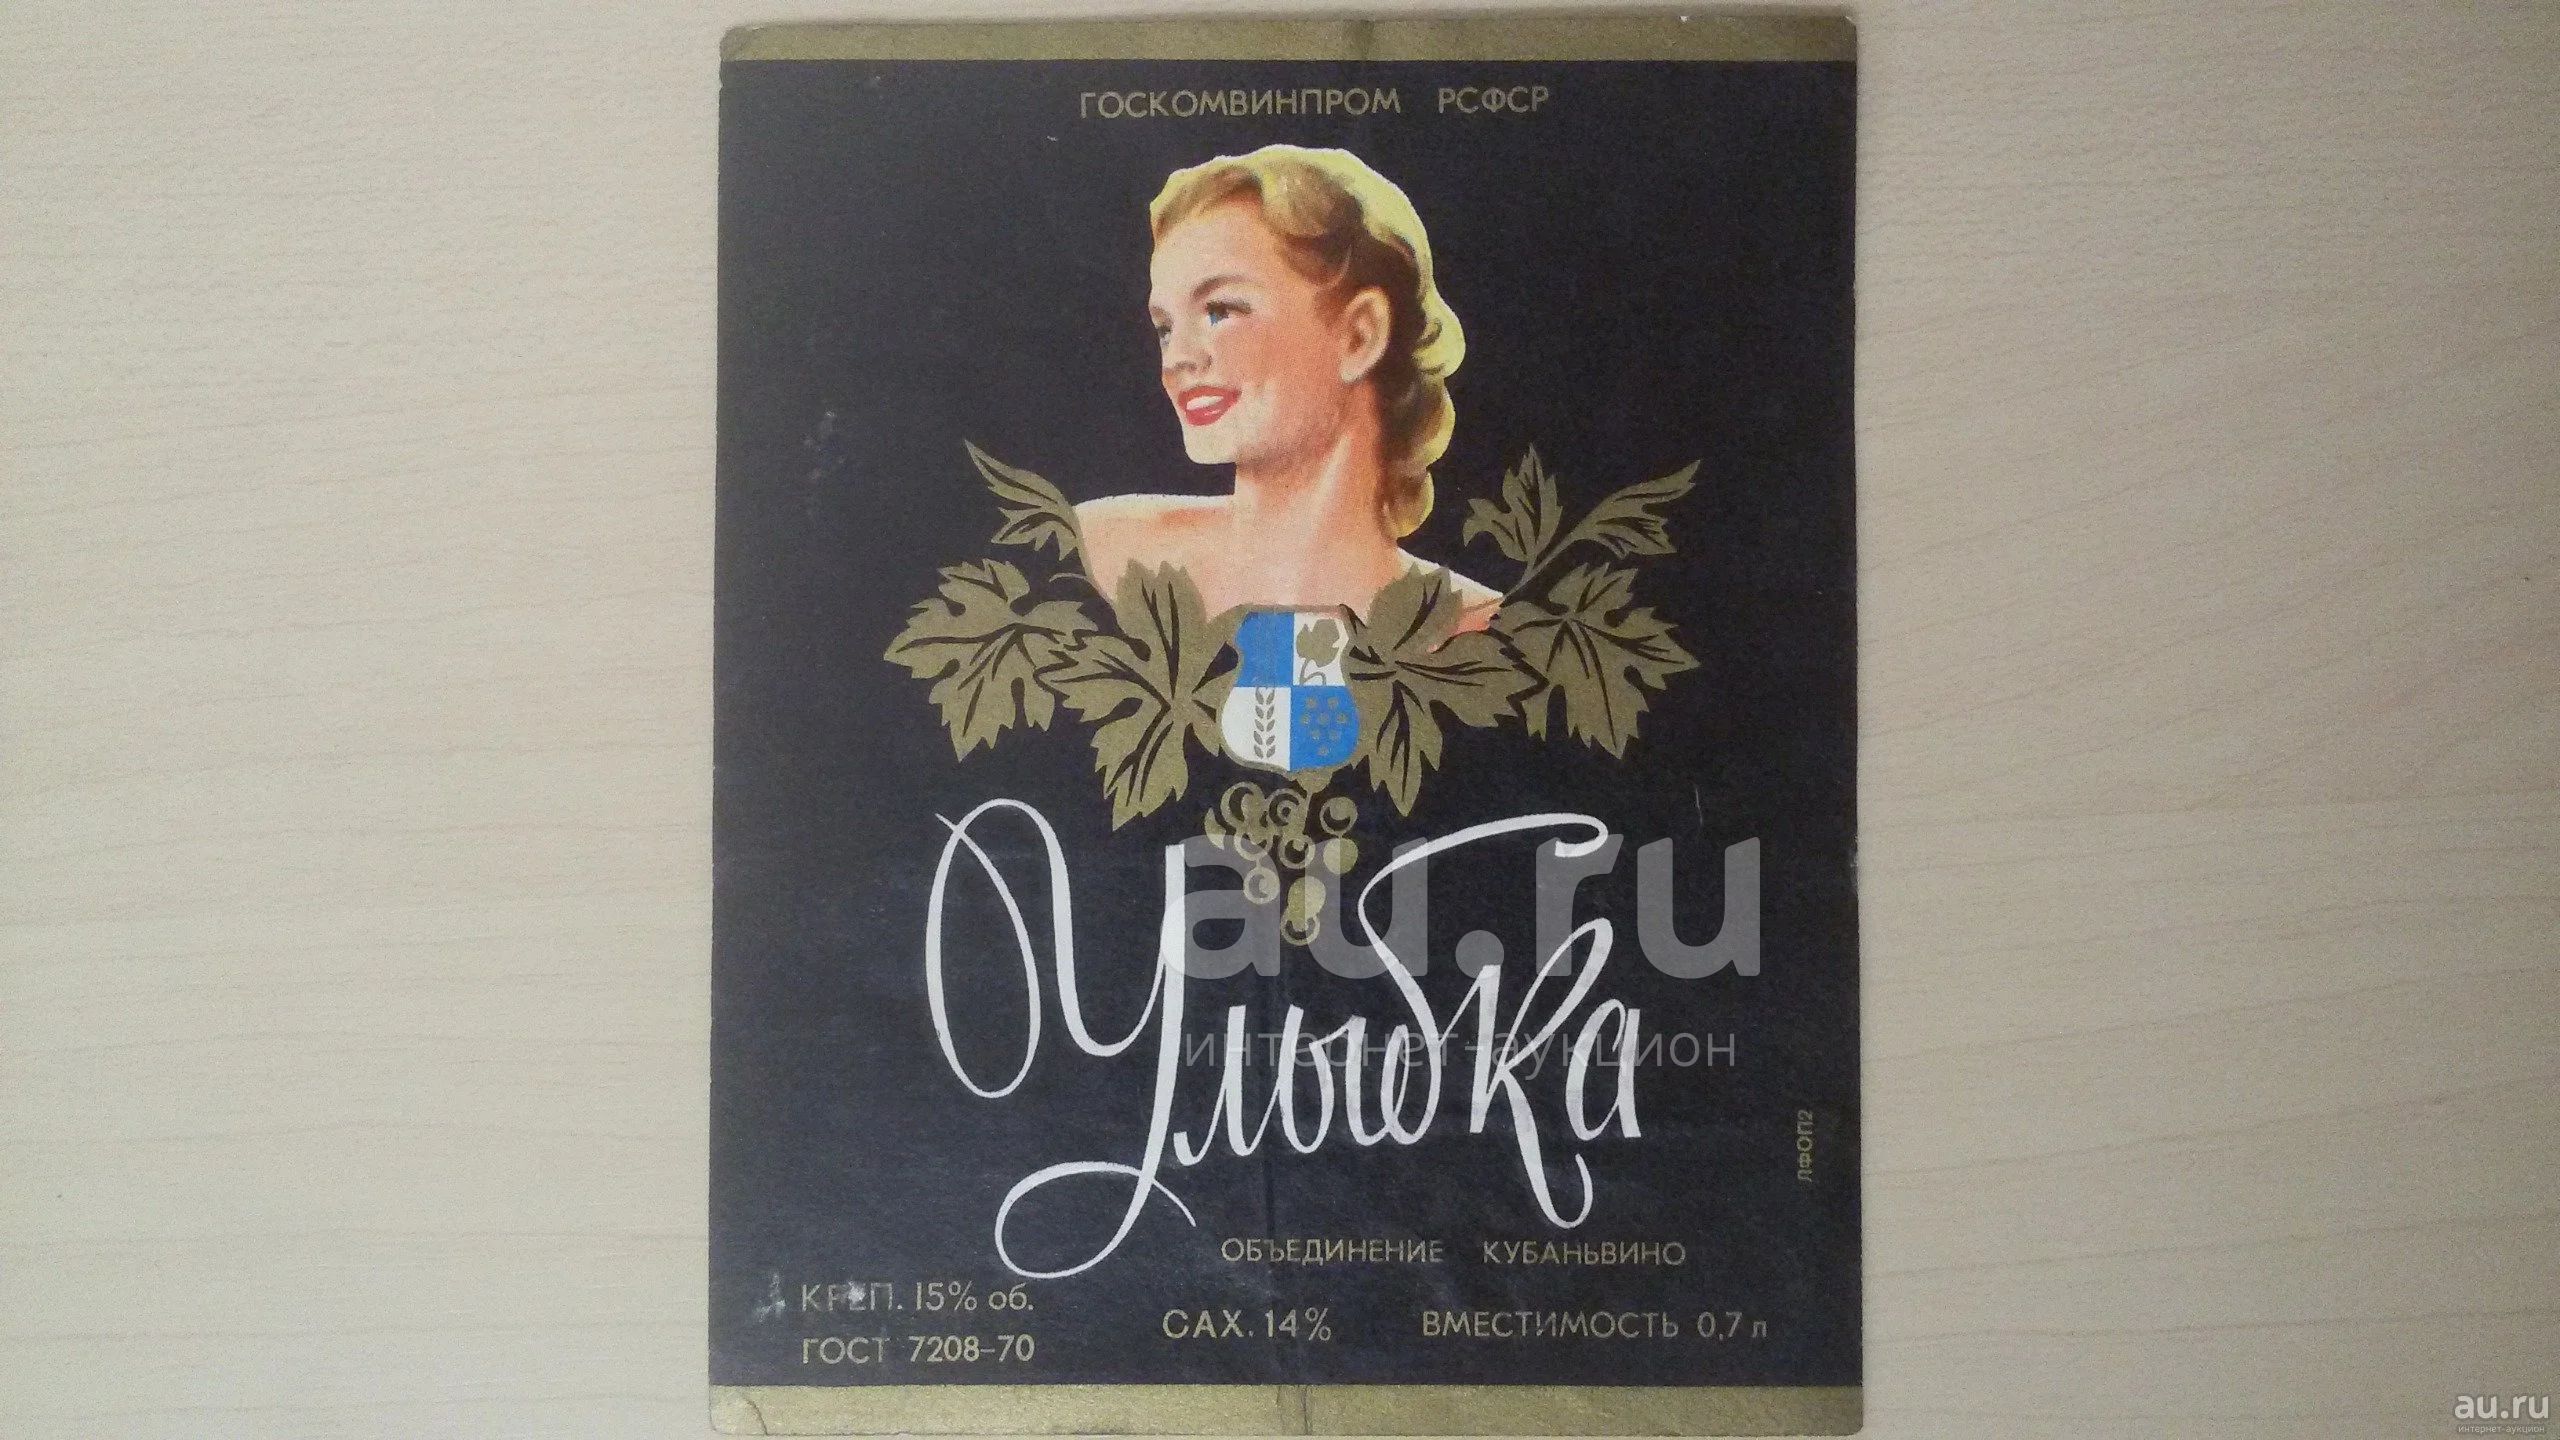 ГОСКОМВИНПРОМ РСФСР
au.ru
Улыбка
интернет-аукцион
ЛФОП2
ОБЪЕДИНЕНИЕ КУБАНЬВИНО
КРЕП. 15% об.
САХ. 14%
ВМЕСТИМОСТЬ 0,7 л
ГОСТ 7208-70
au.ru
интернет-аукцион